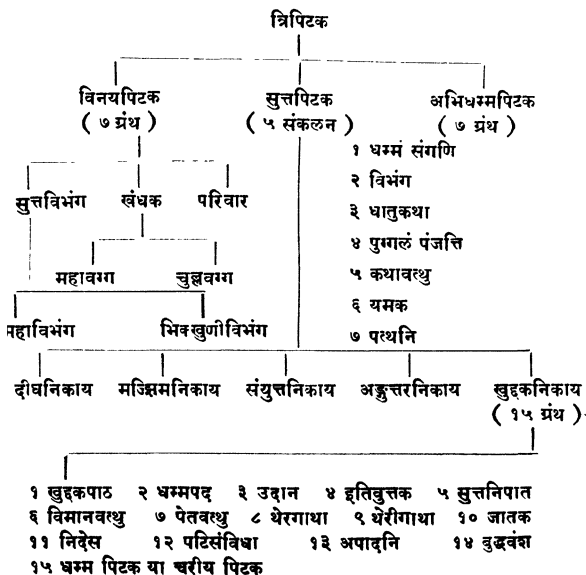 त्रिपिटक
विनयपिटक सुत्तपिटक अभिधम्मपिटक
( ७ ग्रंथ ) ( ५ संकलन ) ( ७ ग्रंथ )
१ धम्मं संगणि
२ विभंग
सुत्तविभंग खंधक परिवार
३ धातुकथा
४ पुग्गलं पंजत्ति
महावग्ग चुल्लवग्ग
५ कथावत्थु
६ यमक
महाविभंग भिक्खुणीविभंग
७ पत्थनि
दीघनिकाय मज्झिमनिकाय संयुत्तनिकाय अङ्गुत्तरनिकाय खुद्दकनिकाय
( १५ ग्रंथ )
१ खुद्दकपाठ २ धम्मपद ३ उदान ४ इतिवुत्तक ५ सुत्तनिपात
६ विमानवत्थु ७ पेतवत्थु ८ थेरगाथा ९ थेरीगाथा १० जातक
११ निदेस १२ पटिसंविधा १३ अपादनि १४ बुद्धवंश
१५ धम्म पिटक या चरीय पिटक